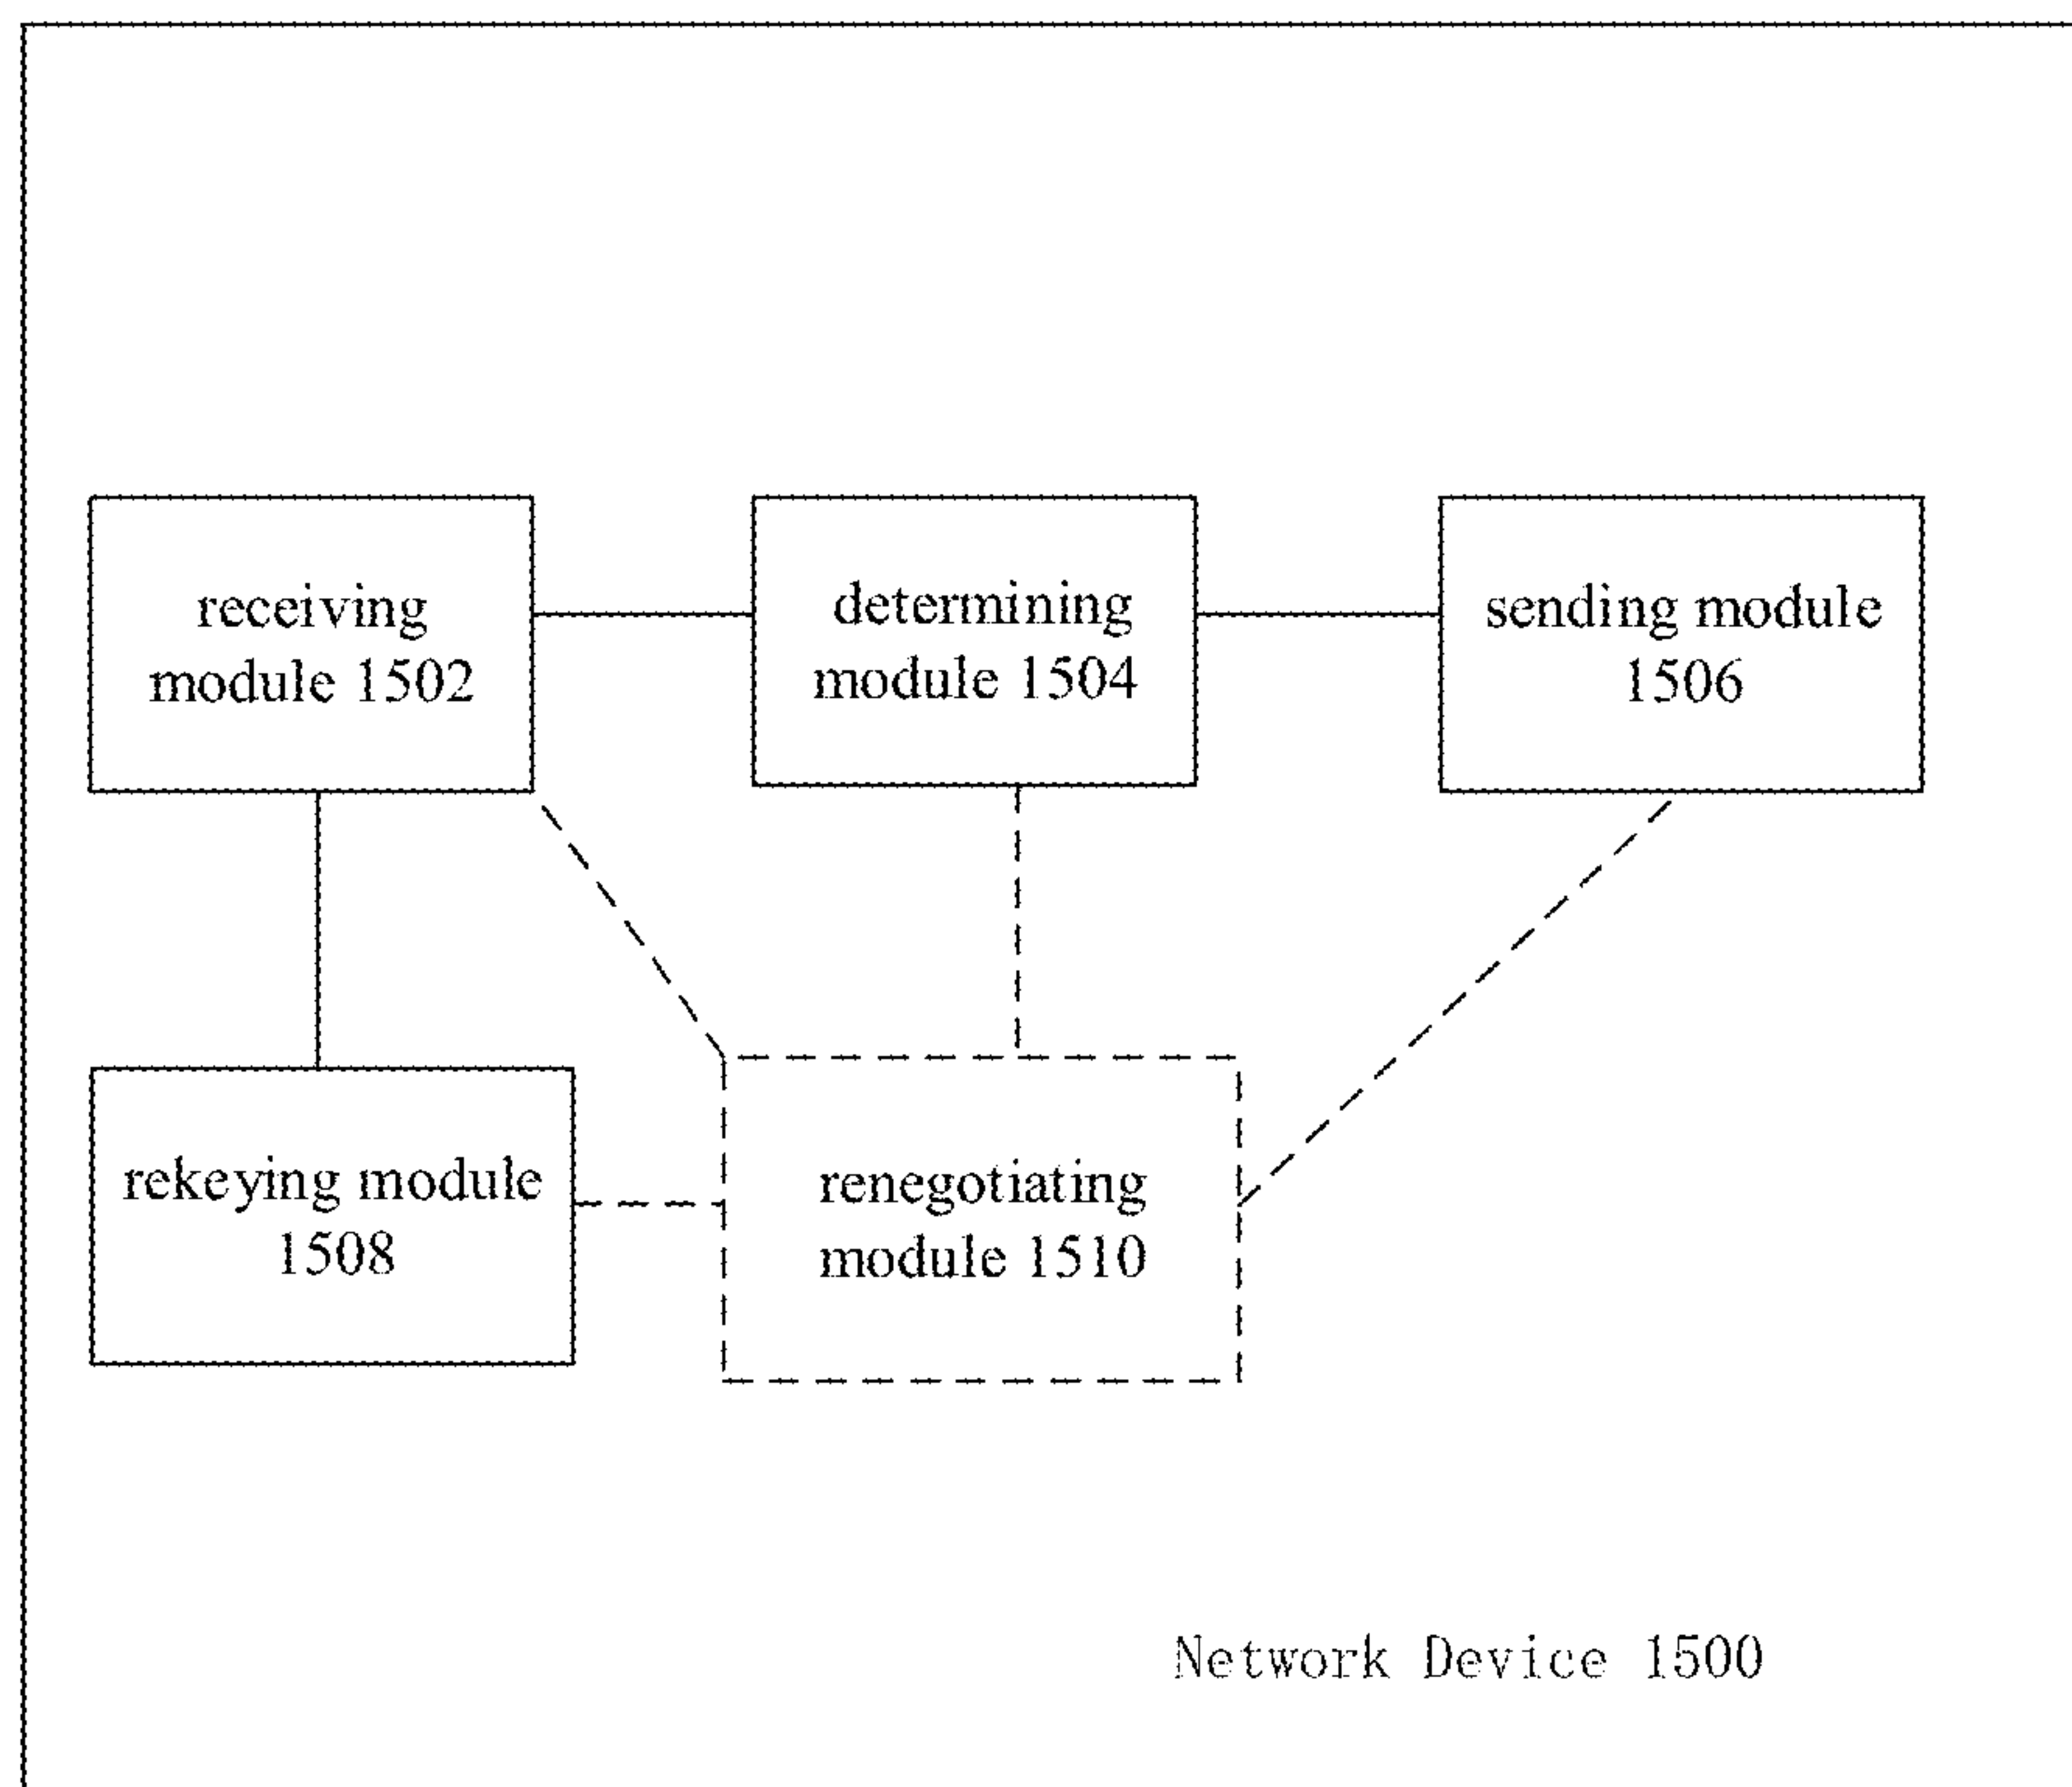 receiving
module 1502
determining
module 1504
sending module
1506
rekeying module
1508
renegotiating
module 1510
Network Device 1500